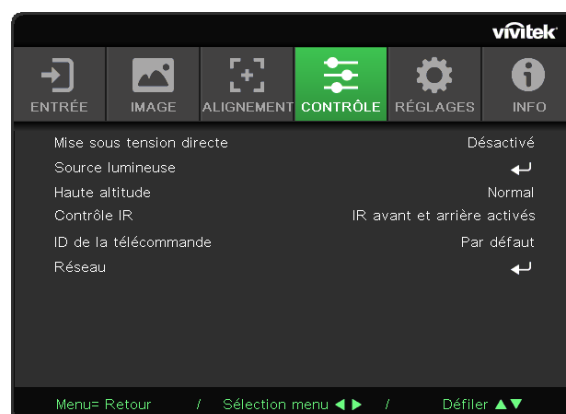 vivitek
ENTRÉE IMAGE ALIGNEMENT CONTRÔLE RÉGLAGES INFO
Mise sous tension directe Désactivé
Source lumineuse
Haute altitude Normal
Contrôle IR IR avant et arrière activés
ID de la télécommande Par défaut
Réseau
Menu= Retour / Sélection menu ◀ ▶ / Défiler ▲▼